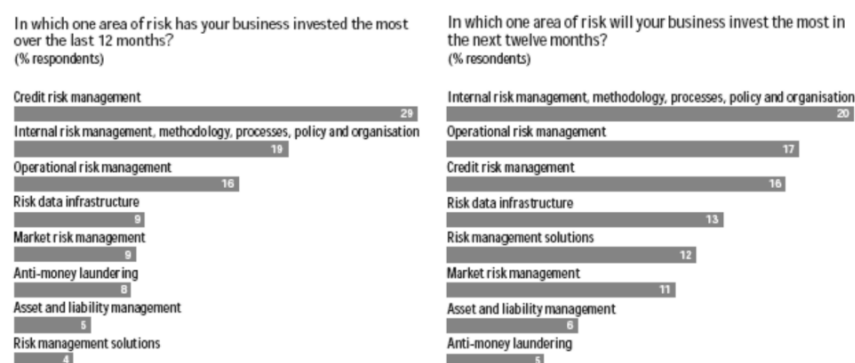 In which one area of risk has your business invested the most
over the last 12 months?
(% respondents)
Credit risk management
29
Internal risk management, methodology, processes, policy and organisation
19
Operational risk management
16
Risk data infrastructure
9
Market risk management
9
Anti-money laundering
8
Asset and liability management
5
Risk management solutions
4
In which one area of risk will your business invest the most in
the next twelve months?
(% resondents)
Internal risk management, methodology, processes, policy and organisation
20
Operational risk management
17
Credit risk management
16
Risk data infrastructure
13
Risk management solutions
12
Market risk management
11
Asset and liability management
6
Anti-money laundering
5